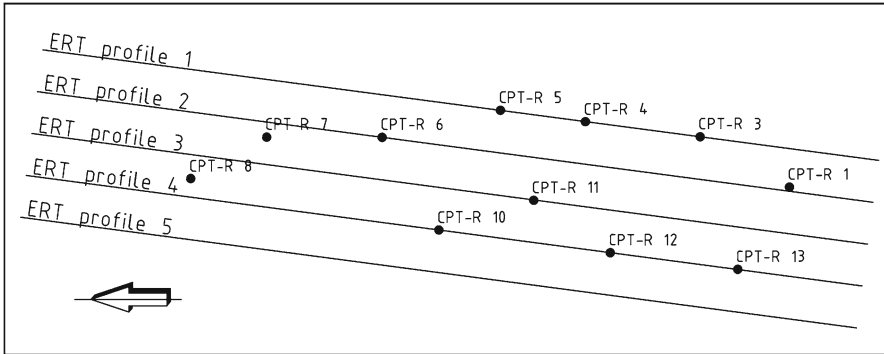 ERT profile 1
ERT profile 2
ERT profile 3
ERT profile 4
ERT profile 5
CPT-R 5
CPT-R 4
CPT-R 3
CPT-R 7
CPT-R 6
CPT-R 1
CPT-R 8
CPT-R 11
CPT-R 10
CPT-R 12
CPT-R 13